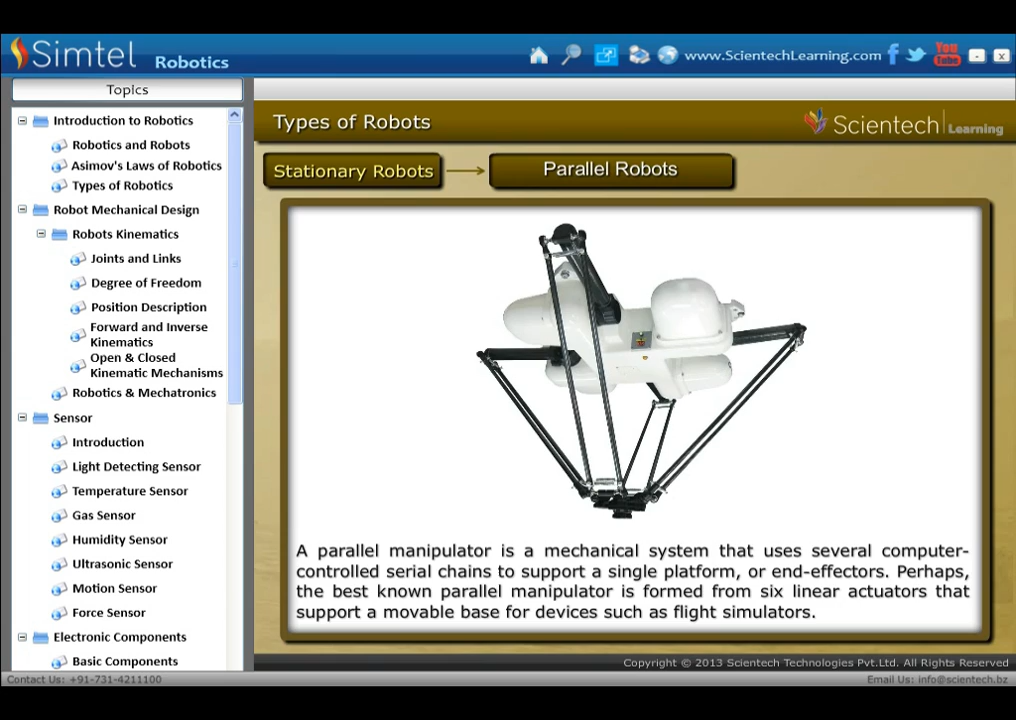 Simtel Robotics
www.ScientechLearning.com
You
Tube
Topics
Introduction to Robotics
Robotics and Robots
Asimov's Laws of Robotics
Types of Robotics
Robot Mechanical Design
Robots Kinematics
Joints and Links
Degree of Freedom
Position Description
Forward and Inverse
Kinematics
Open & Closed
Kinematic Mechanisms
Robotics & Mechatronics
Sensor
Introduction
Light Detecting Sensor
Temperature Sensor
Gas Sensor
Humidity Sensor
Ultrasonic Sensor
Motion Sensor
Force Sensor
Electronic Components
Basic Components
Types of Robots
Scientech Learning
Stationary Robots
Parallel Robots
A parallel manipulator is a mechanical system that uses several computer-
controlled serial chains to support a single platform, or end-effectors. Perhaps,
the best known parallel manipulator is formed from six linear actuators that
support a movable base for devices such as flight simulators.
Copyright © 2013 Scientech Technologies Pvt.Ltd. All Rights Reserved
Contact Us: +91-731-4211100
Email Us: info@scientech.bz